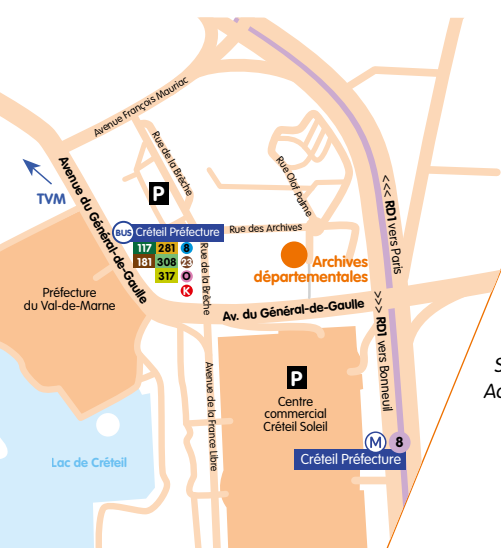 Avenue François Mauriac
Rue de la Brèche
Avenue du Général-de-Gaulle
TVM
P
Rue Olof Palme
<<< RD1 vers Paris
BUS Créteil Préfecture
117 281 8
181 308 23
317 O
K
Rue de la Brèche
Rue des Archives
Archives
départementales
Préfecture
du Val-de-Marne
Av. du Général-de-Gaulle
>>> RD1 vers Bonneuil
Avenue de la France Libre
P
Centre
commercial
Créteil Soleil
M 8
Créteil Préfecture
Lac de Créteil
S
Ac